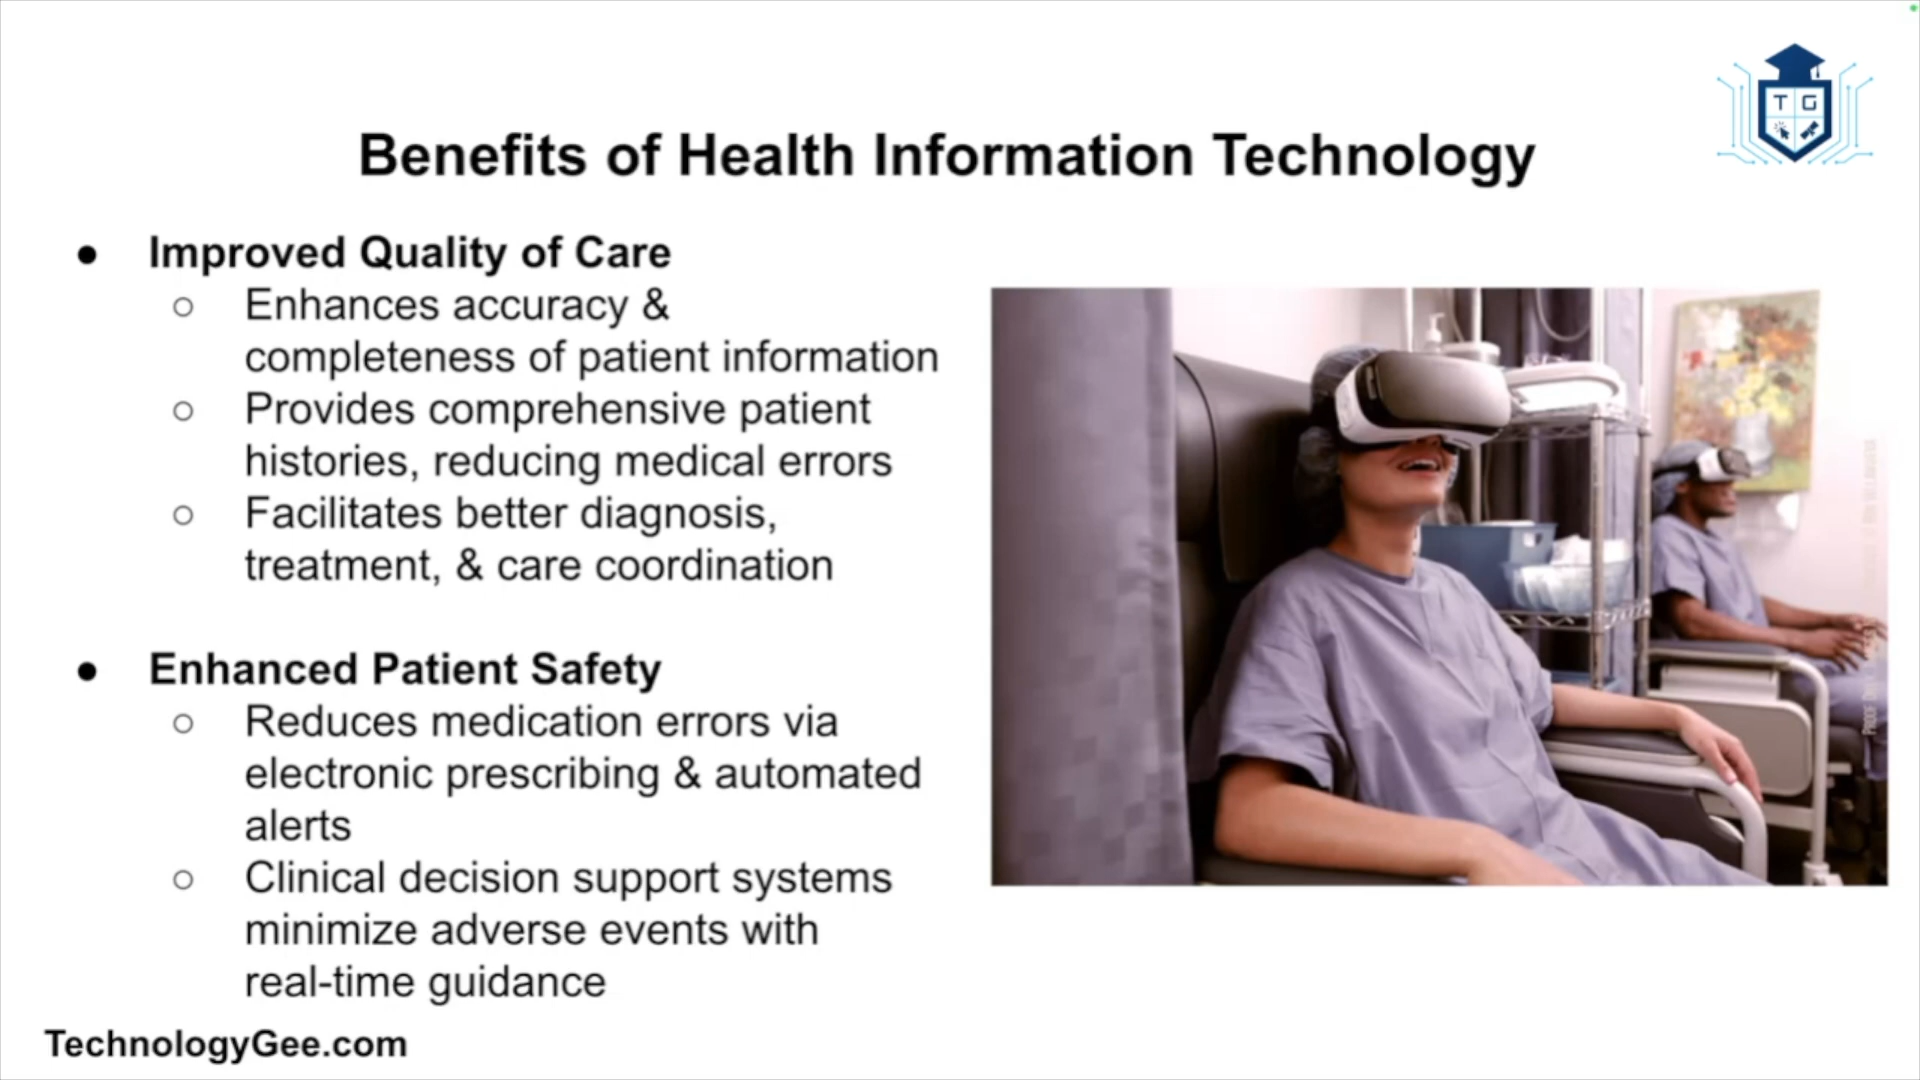 T G
Benefits of Health Information Technology
● Improved Quality of Care
○ Enhances accuracy &
completeness of patient information
○ Provides comprehensive patient
histories, reducing medical errors
○ Facilitates better diagnosis,
treatment, & care coordination
● Enhanced Patient Safety
○ Reduces medication errors via
electronic prescribing & automated
alerts
○ Clinical decision support systems
minimize adverse events with
real-time guidance
TechnologyGee.com